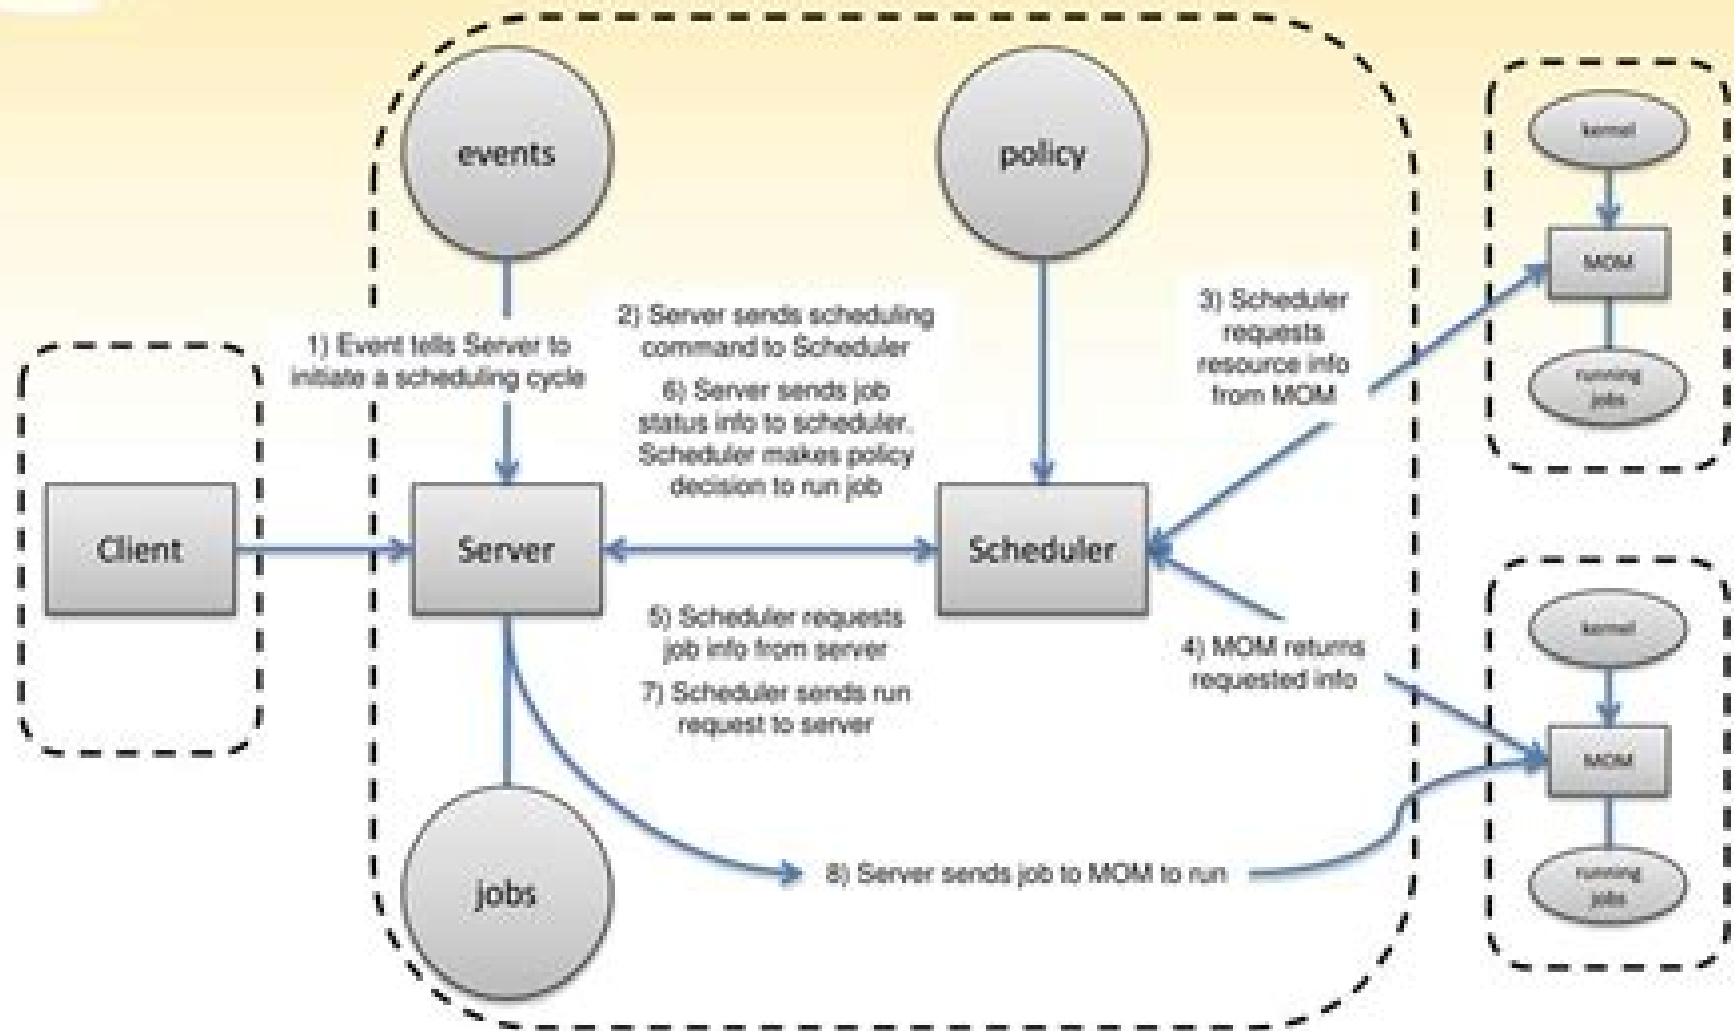 events
policy
kernel
MOM
running
jobs
1) Event tells Server to
initiate a scheduling cycle
2) Server sends scheduling
command to Scheduler
6) Server sends job
status info to scheduler.
Scheduler makes policy
decision to run job
3) Scheduler
requests
resource info
from MOM
Client
Server
Scheduler
5) Scheduler requests
job info from server
7) Scheduler sends run
request to server
4) MOM returns
requested info
kernel
MOM
running
jobs
8) Server sends job to MOM to run
jobs